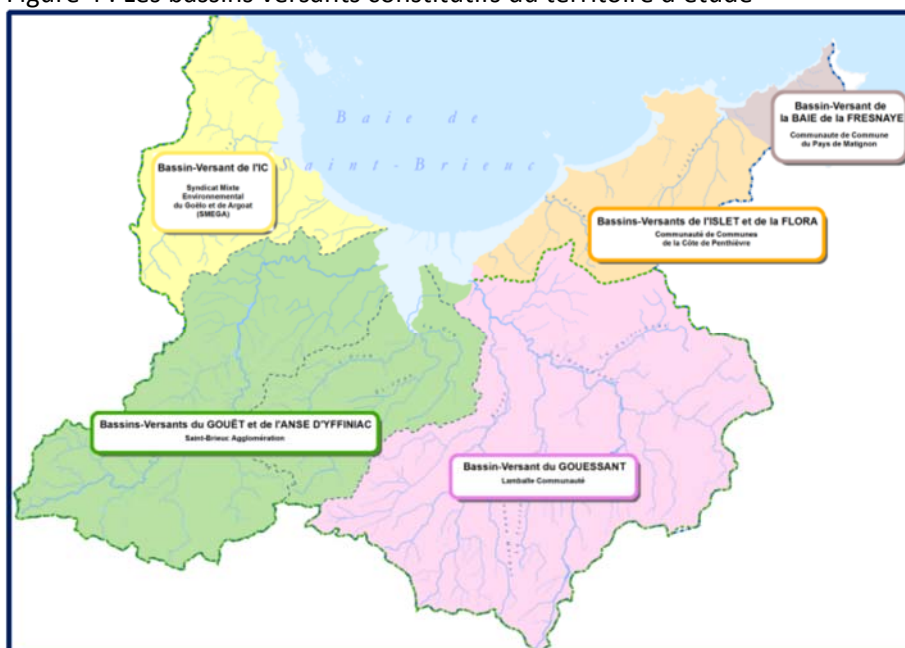 Figure 4 : Les bassins versants constitutifs du territoire d'étude
Baie de
Saint-Brieuc
Bassin-Versant de
la BAIE de la FRESNAYE
Communauté de Commune
du Pays de Matignon
Bassin-Versant de l'IC
Syndicat Mixte
Environnemental
du Goëlo et de Argoat
(SMEGA)
Bassins-Versants de l'ISLET et de la FLORA
Communauté de Communes
de la Côte de Penthièvre
Bassins-Versants du GOUËT et de l'ANSE D'YFFINIAC
Saint-Brieuc Agglomération
Bassin-Versant du GOUESSANT
Lamballe Communauté